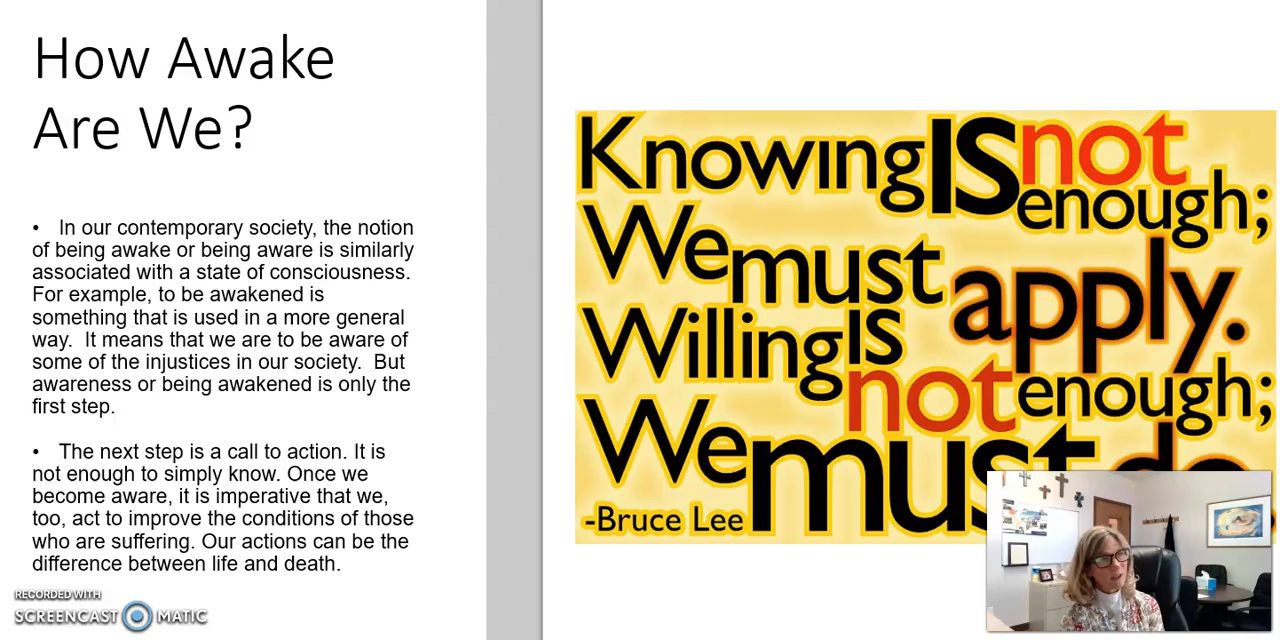 How Awake
Are We?
• In our contemporary society, the notion
of being awake or being aware is similarly
associated with a state of consciousness.
For example, to be awakened is
something that is used in a more general
way. It means that we are to be aware of
some of the injustices in our society. But
awareness or being awakened is only the
first step.
• The next step is a call to action. It is
not enough to simply know. Once we
become aware, it is imperative that we,
too, act to improve the conditions of those
who are suffering. Our actions can be the
difference between life and death.
Knowing IS not
enough;
We must apply.
Willing IS
not enough;
We must do.
-Bruce Lee
RECORDED WITH
SCREENCAST MATIC